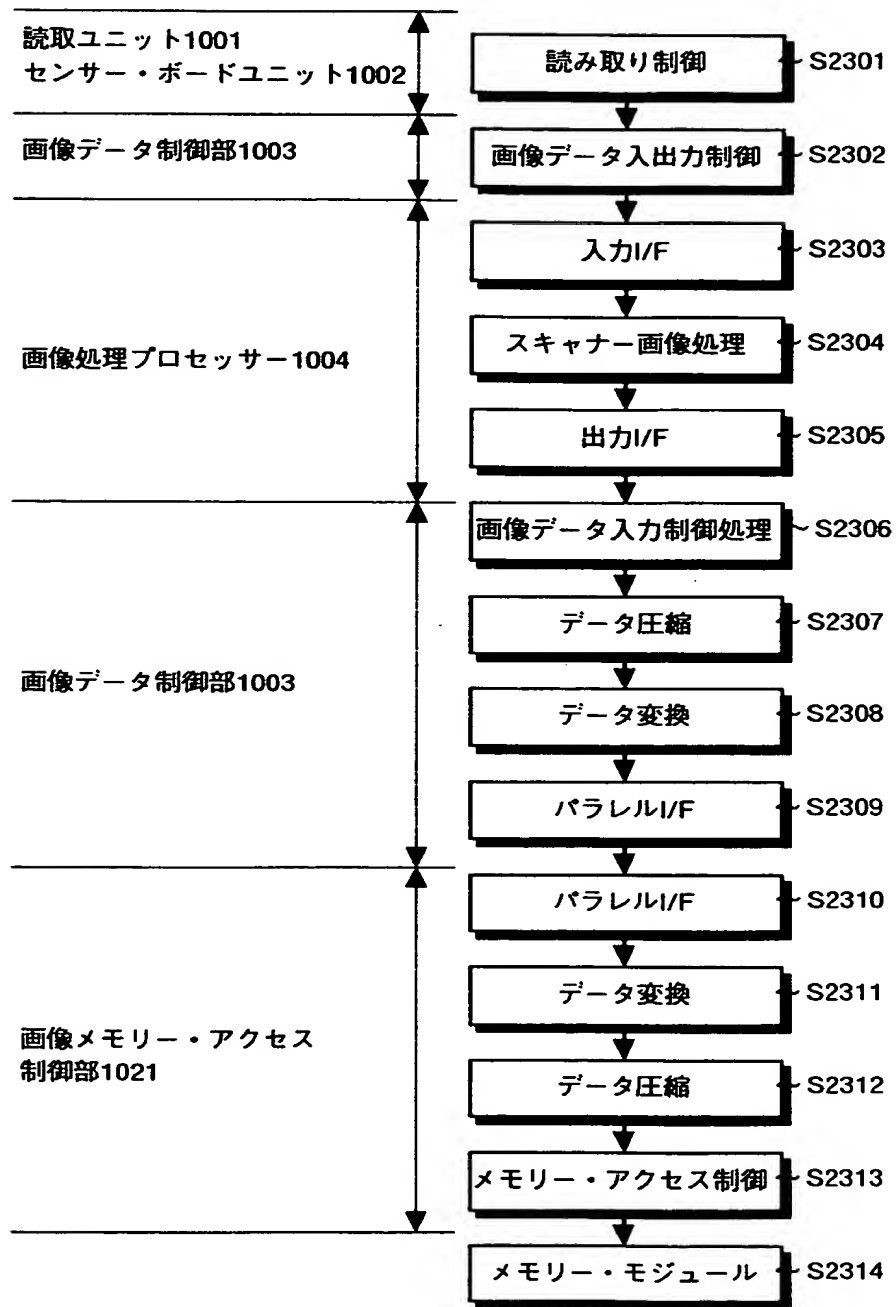 読取ユニット1001
センサー・ボードユニット1002
読み取り制御 S2301
画像データ制御部1003
画像データ入出力制御 S2302
入力I/F S2303
画像処理プロセッサー1004
スキャナー画像処理 S2304
出力I/F S2305
画像データ入力制御処理 S2306
データ圧縮 S2307
画像データ制御部1003
データ変換 S2308
パラレルI/F S2309
パラレルI/F S2310
データ変換 S2311
画像メモリー・アクセス
制御部1021
データ圧縮 S2312
メモリー・アクセス制御 S2313
メモリー・モジュール S2314